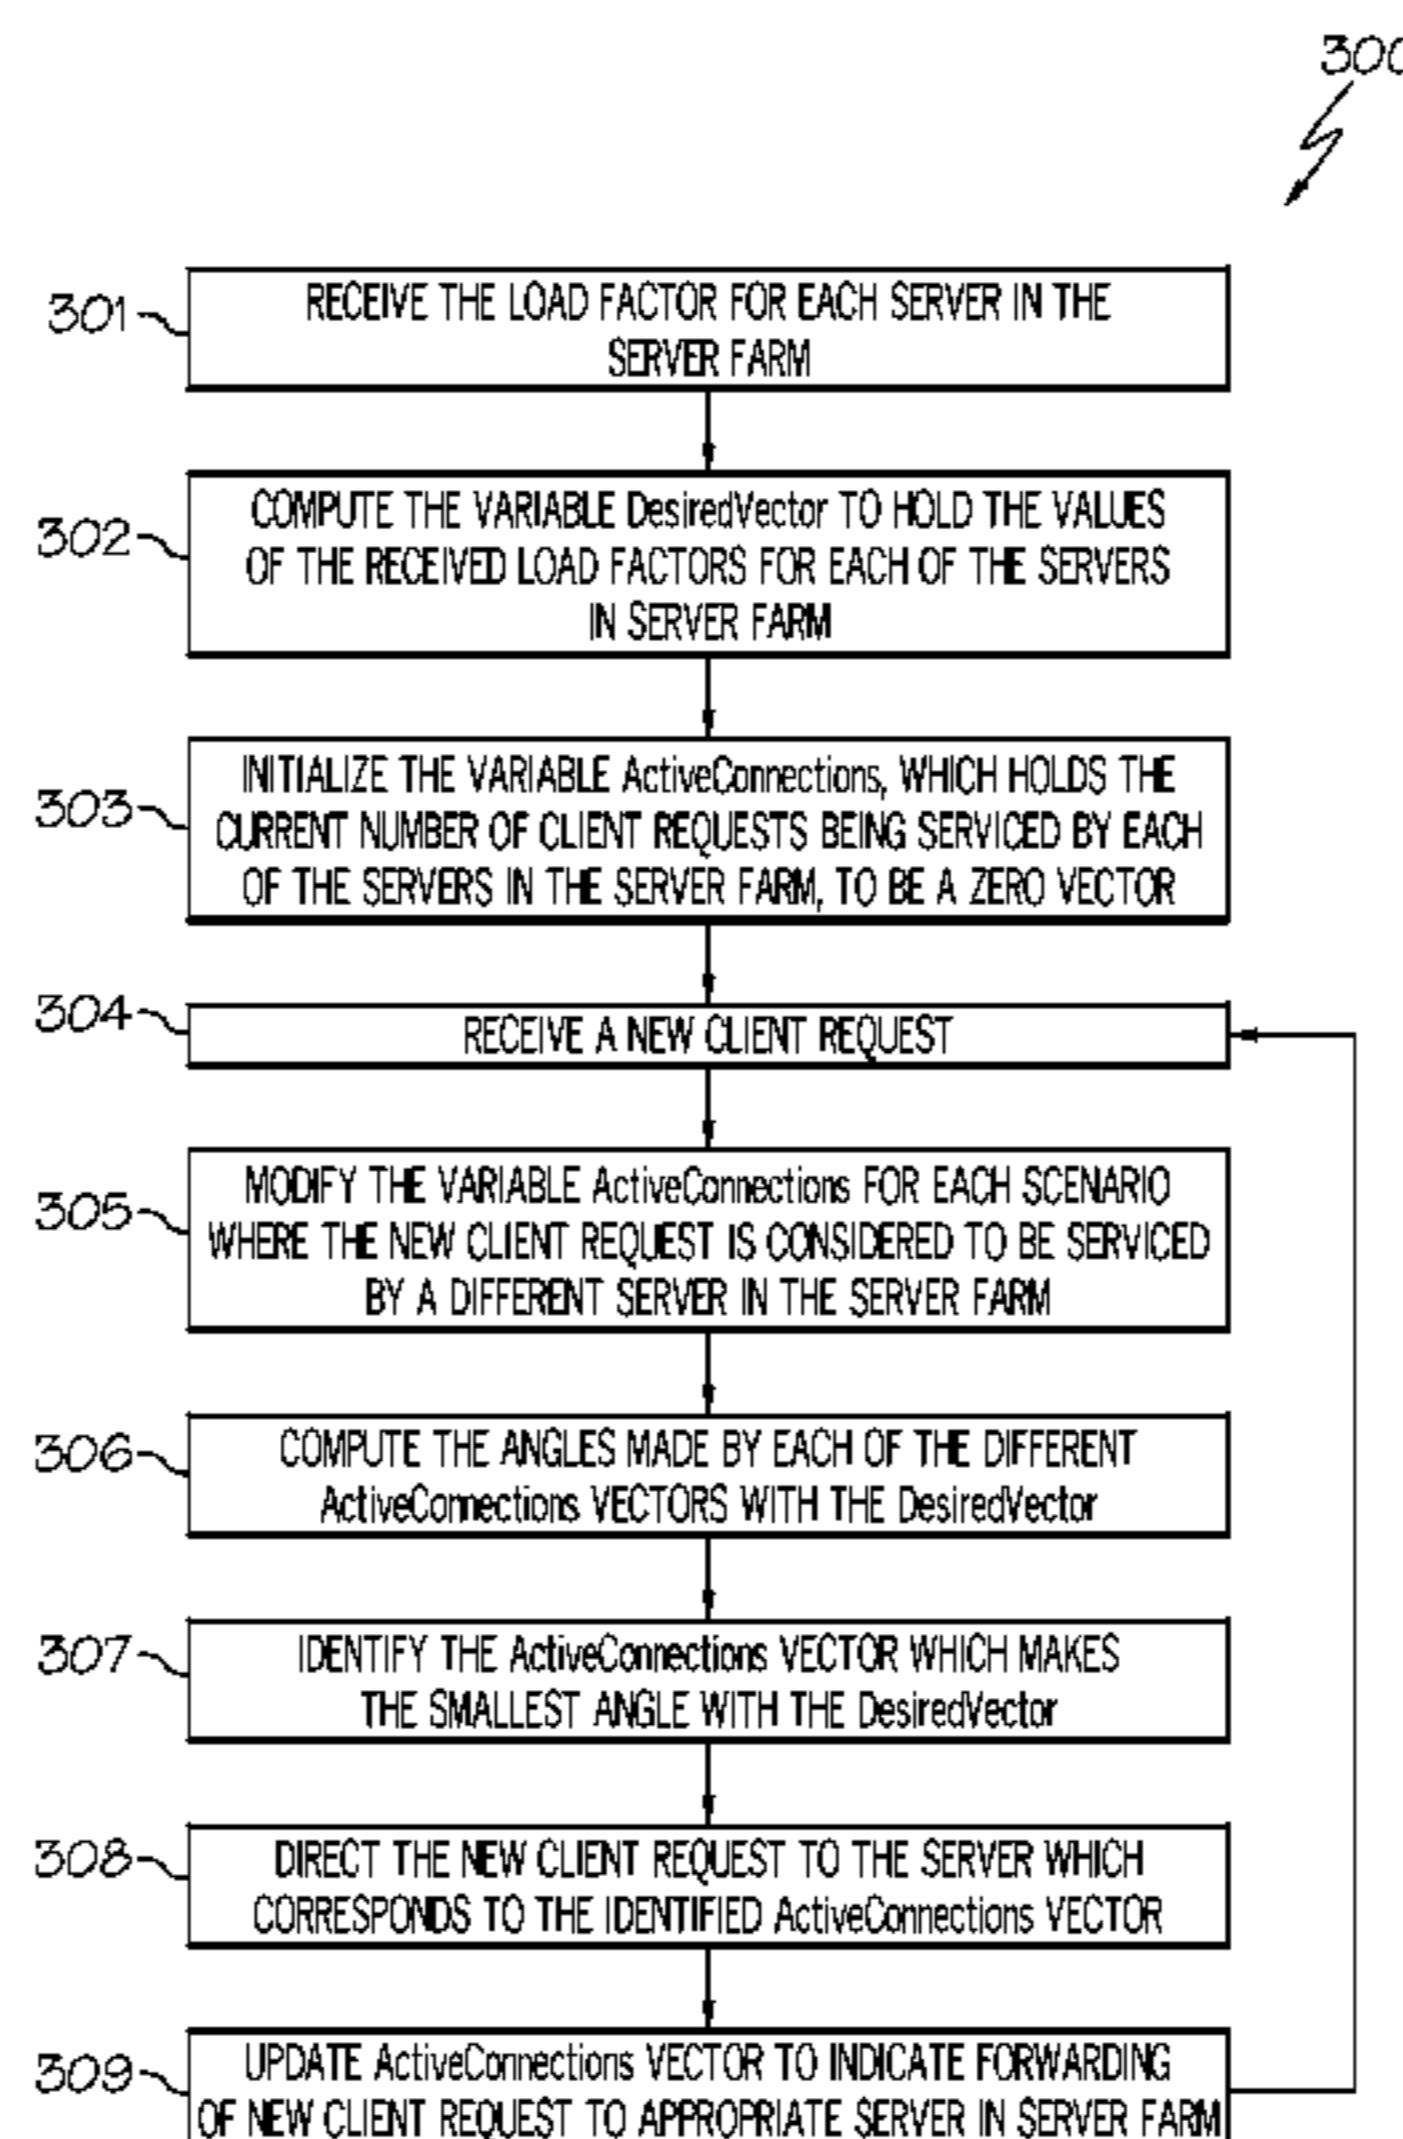 300
301
RECEIVE THE LOAD FACTOR FOR EACH SERVER IN THE
SERVER FARM
302
COMPUTE THE VARIABLE DesiredVector TO HOLD THE VALUES
OF THE RECEIVED LOAD FACTORS FOR EACH OF THE SERVERS
IN SERVER FARM
303
INITIALIZE THE VARIABLE ActiveConnections, WHICH HOLDS THE
CURRENT NUMBER OF CLIENT REQUESTS BEING SERVICED BY EACH
OF THE SERVERS IN THE SERVER FARM, TO BE A ZERO VECTOR
304
RECEIVE A NEW CLIENT REQUEST
305
MODIFY THE VARIABLE ActiveConnections FOR EACH SCENARIO
WHERE THE NEW CLIENT REQUEST IS CONSIDERED TO BE SERVICED
BY A DIFFERENT SERVER IN THE SERVER FARM
306
COMPUTE THE ANGLES MADE BY EACH OF THE DIFFERENT
ActiveConnections VECTORS WITH THE DesiredVector
307
IDENTIFY THE ActiveConnections VECTOR WHICH MAKES
THE SMALLEST ANGLE WITH THE DesiredVector
308
DIRECT THE NEW CLIENT REQUEST TO THE SERVER WHICH
CORRESPONDS TO THE IDENTIFIED ActiveConnections VECTOR
309
UPDATE ActiveConnections VECTOR TO INDICATE FORWARDING
OF NEW CLIENT REQUEST TO APPROPRIATE SERVER IN SERVER FARM